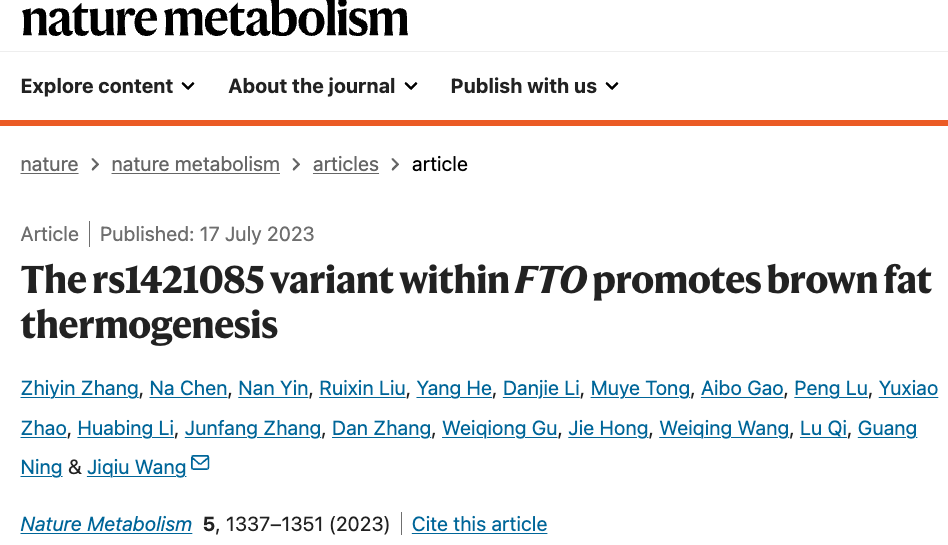 nature metabolism
Explore content About the journal Publish with us
nature > nature metabolism > articles > article
Article | Published: 17 July 2023
The rs1421085 variant within FTO promotes brown fat
thermogenesis
Zhiyin Zhang, Na Chen, Nan Yin, Ruixin Liu, Yang He, Danjie Li, Muye Tong, Aibo Gao, Peng Lu, Yuxiao
Zhao, Huabing Li, Junfang Zhang, Dan Zhang, Weiqiong Gu, Jie Hong, Weiqing Wang, Lu Qi, Guang
Ning & Jiqiu Wang
Nature Metabolism 5, 1337–1351 (2023) | Cite this article